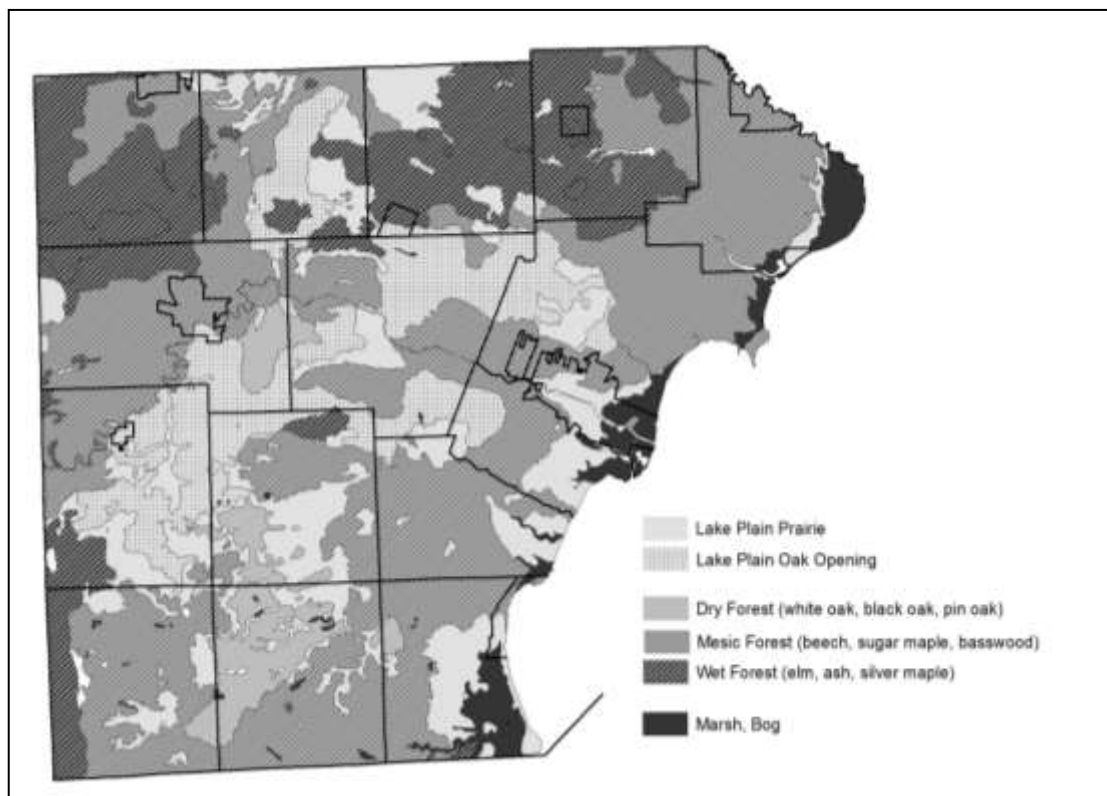 Lake Plain Prairie
Lake Plain Oak Opening
Dry Forest (white oak, black oak, pin oak)
Mesic Forest (beech, sugar maple, basswood)
Wet Forest (elm, ash, silver maple)
Marsh, Bog